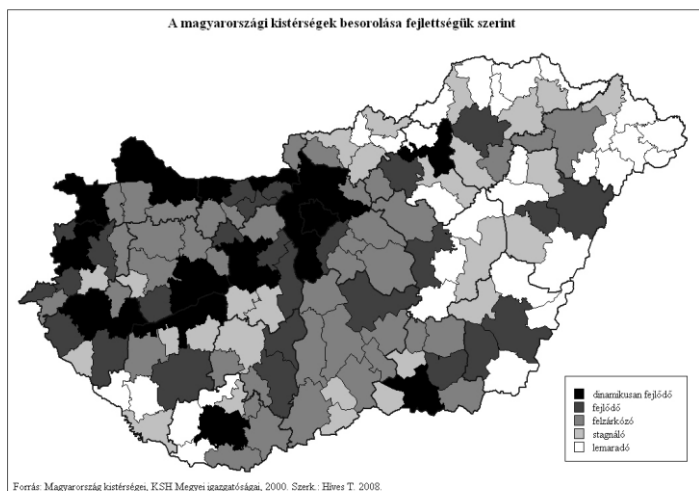 A magyarországi kistérségek besorolása fejlettségük szerint
dinamikusan fejlődő
fejlődő
felzárkózó
stagnáló
lemaradó
Forrás: Magyarország kistérségei, KSH Megyei igazgatóságai, 2000. Szerk.: Híves T. 2008.